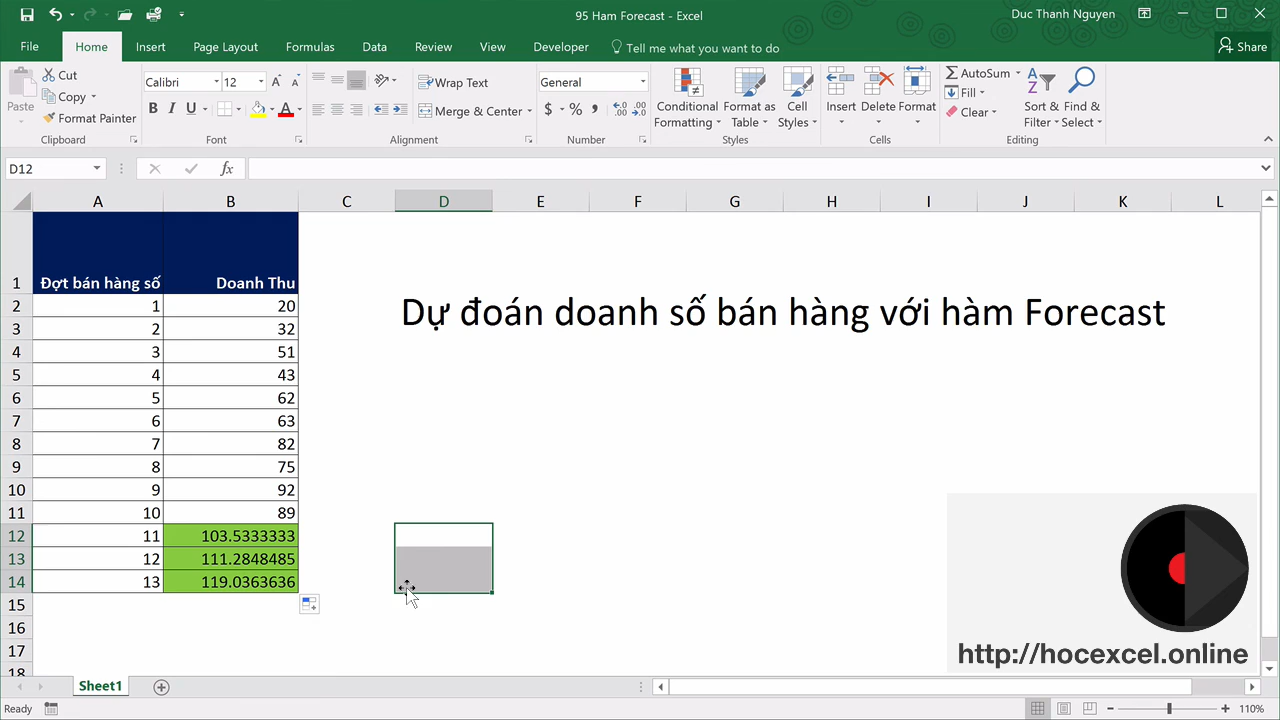 95 Ham Forecast - Excel
Duc Thanh Nguyen
File Home Insert Page Layout Formulas Data Review View Developer Tell me what you want to do Share
Paste
Cut
Copy
Format Painter
Clipboard
Calibri 12
B I U
Font
Wrap Text
Merge & Center
Alignment
General
$ % ,
Number
Conditional Formatting
Format as Table
Cell Styles
Styles
Insert Delete Format
Cells
AutoSum
Fill
Clear
Sort & Filter
Find & Select
Editing
D12
fx
A B C D E F G H I J K L
1 Đợt bán hàng số Doanh Thu
2 1 20
Dự đoán doanh số bán hàng với hàm Forecast
3 2 32
4 3 51
5 4 43
6 5 62
7 6 63
8 7 82
9 8 75
10 9 92
11 10 89
12 11 103.5333333
13 12 111.2848485
14 13 119.0363636
15
16
17
18
http://hocexcel.online
Sheet1
Ready
110%